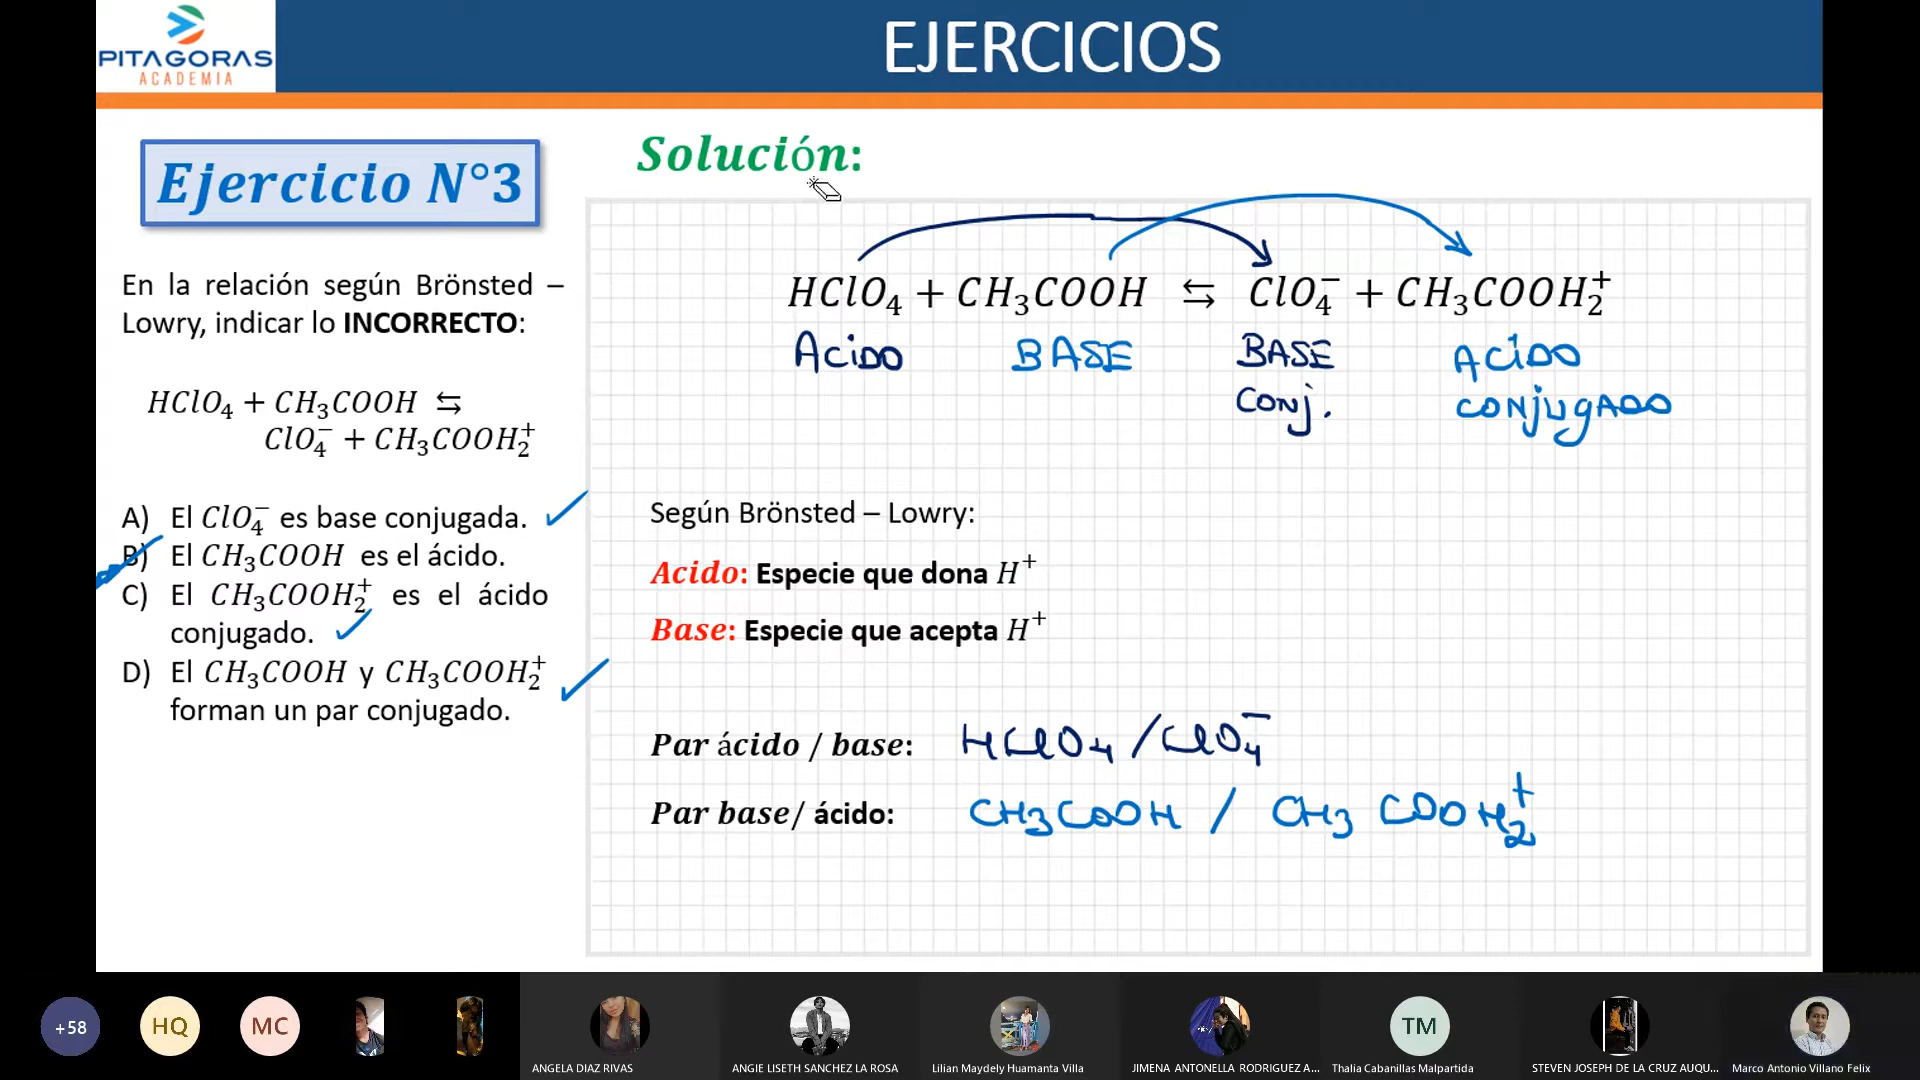 PITAGORAS
ACADEMIA
EJERCICIOS
Ejercicio N°3
En la relación según Brönsted –
Lowry, indicar lo INCORRECTO:
HClO₄ + CH₃COOH ⇆
ClO₄⁻ + CH₃COOH₂⁺
A) El ClO₄⁻ es base conjugada.
B) El CH₃COOH es el ácido.
C) El CH₃COOH₂⁺ es el ácido
conjugado.
D) El CH₃COOH y CH₃COOH₂⁺
forman un par conjugado.
Solución:
HClO₄ + CH₃COOH ⇆ ClO₄⁻ + CH₃COOH₂⁺
ACiDO BASE BASE ACiDO
Conj. CONjUgADO
Según Brönsted – Lowry:
Acido: Especie que dona H⁺
Base: Especie que acepta H⁺
Par ácido / base: HClO₄ / ClO₄⁻
Par base/ ácido: CH₃COOH / CH₃COOH₂⁺
+58
HQ
MC
TM
ANGELA DIAZ RIVAS
ANGIE LISETH SANCHEZ LA ROSA
Lilian Maydely Huamanta Villa
JIMENA ANTONELLA RODRIGUEZ A...
Thalia Cabanillas Malpartida
STEVEN JOSEPH DE LA CRUZ AUQU...
Marco Antonio Villano Felix